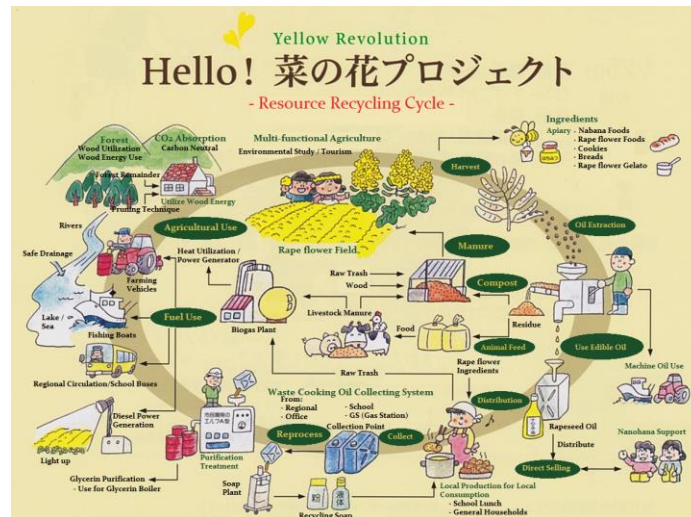 Yellow Revolution
Hello! 菜の花プロジェクト
- Resource Recycling Cycle -
Forest
Wood Utilization
Wood Energy Use
CO2 Absorption
Carbon Neutral
Multi-functional Agriculture
Environmental Study / Tourism
Harvest
Ingredients
Apiary
- Nabana Foods
- Rape flower Foods
- Cookies
- Breads
- Rape flower Gelato
Forest Remainder
Utilize Wood Energy
Pruning Technique
Oil Extraction
Rivers
Agricultural Use
Rape flower Field
Manure
Safe Drainage
Heat Utilization /
Power Generator
Raw Trash
Wood
Compost
Farming
Vehicles
Livestock Manure
Residue
Lake /
Sea
Fishing Boats
Fuel Use
Biogas Plant
Food
Animal Feed
Use Edible Oil
Rape flower
Ingredients
Machine Oil Use
Regional Circulation/School Buses
Raw Trash
Waste Cooking Oil Collecting System
From:
- Regional
- Office
- School
- GS (Gas Station)
Distribution
Diesel Power
Generation
Purification
Treatment
Reprocess
Collection Point
Collect
Rapeseed Oil
Distribute
Nanohana Support
Light up
Direct Selling
Glycerin Purification
- Use for Glycerin Boiler
Soap
Plant
粉
液体
Recycling Soap
Local Production for Local
Consumption
- School Lunch
- General Households